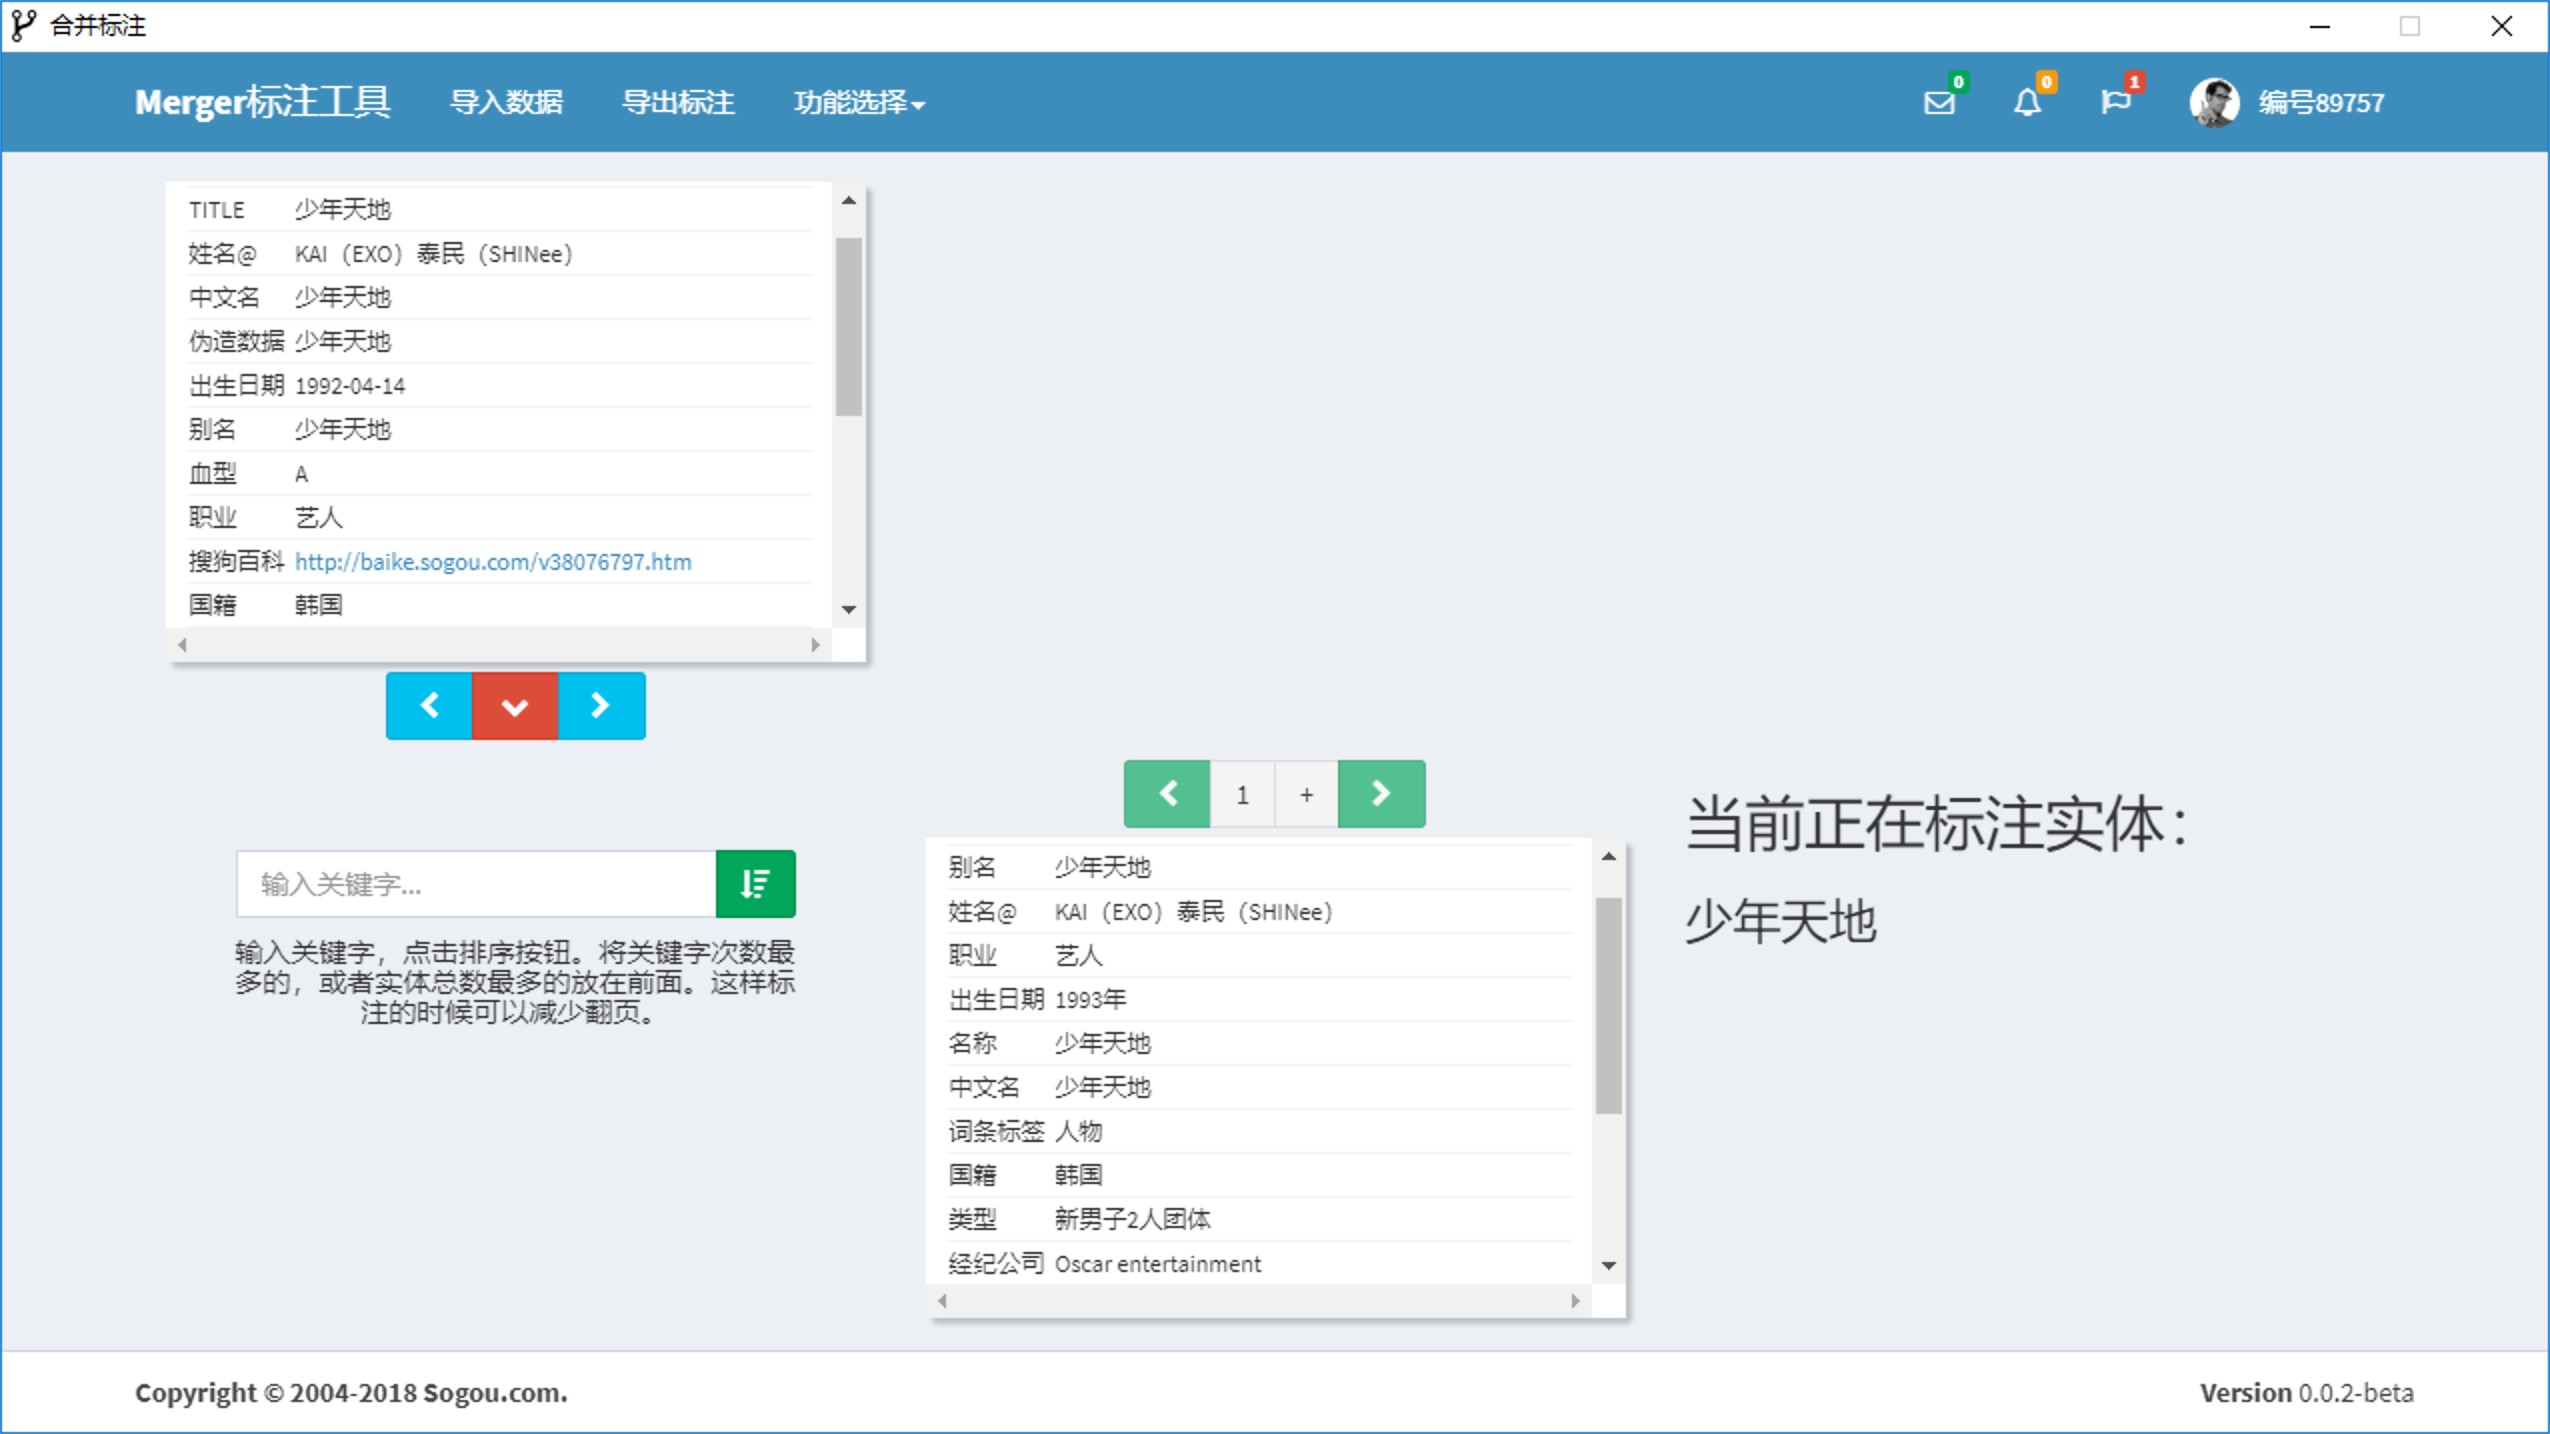 合并标注
Merger标注工具 导入数据 导出标注 功能选择 0 0 1 编号89757
TITLE 少年天地
姓名@ KAI（EXO）泰民（SHINee）
中文名 少年天地
伪造数据 少年天地
出生日期 1992-04-14
别名 少年天地
血型 A
职业 艺人
搜狗百科 http://baike.sogou.com/v38076797.htm
国籍 韩国
输入关键字...
输入关键字，点击排序按钮。将关键字次数最
多的，或者实体总数最多的放在前面。这样标
注的时候可以减少翻页。
1 +
别名 少年天地
姓名@ KAI（EXO）泰民（SHINee）
职业 艺人
出生日期 1993年
名称 少年天地
中文名 少年天地
词条标签 人物
国籍 韩国
类型 新男子2人团体
经纪公司 Oscar entertainment
当前正在标注实体：
少年天地
Copyright © 2004-2018 Sogou.com.
Version 0.0.2-beta